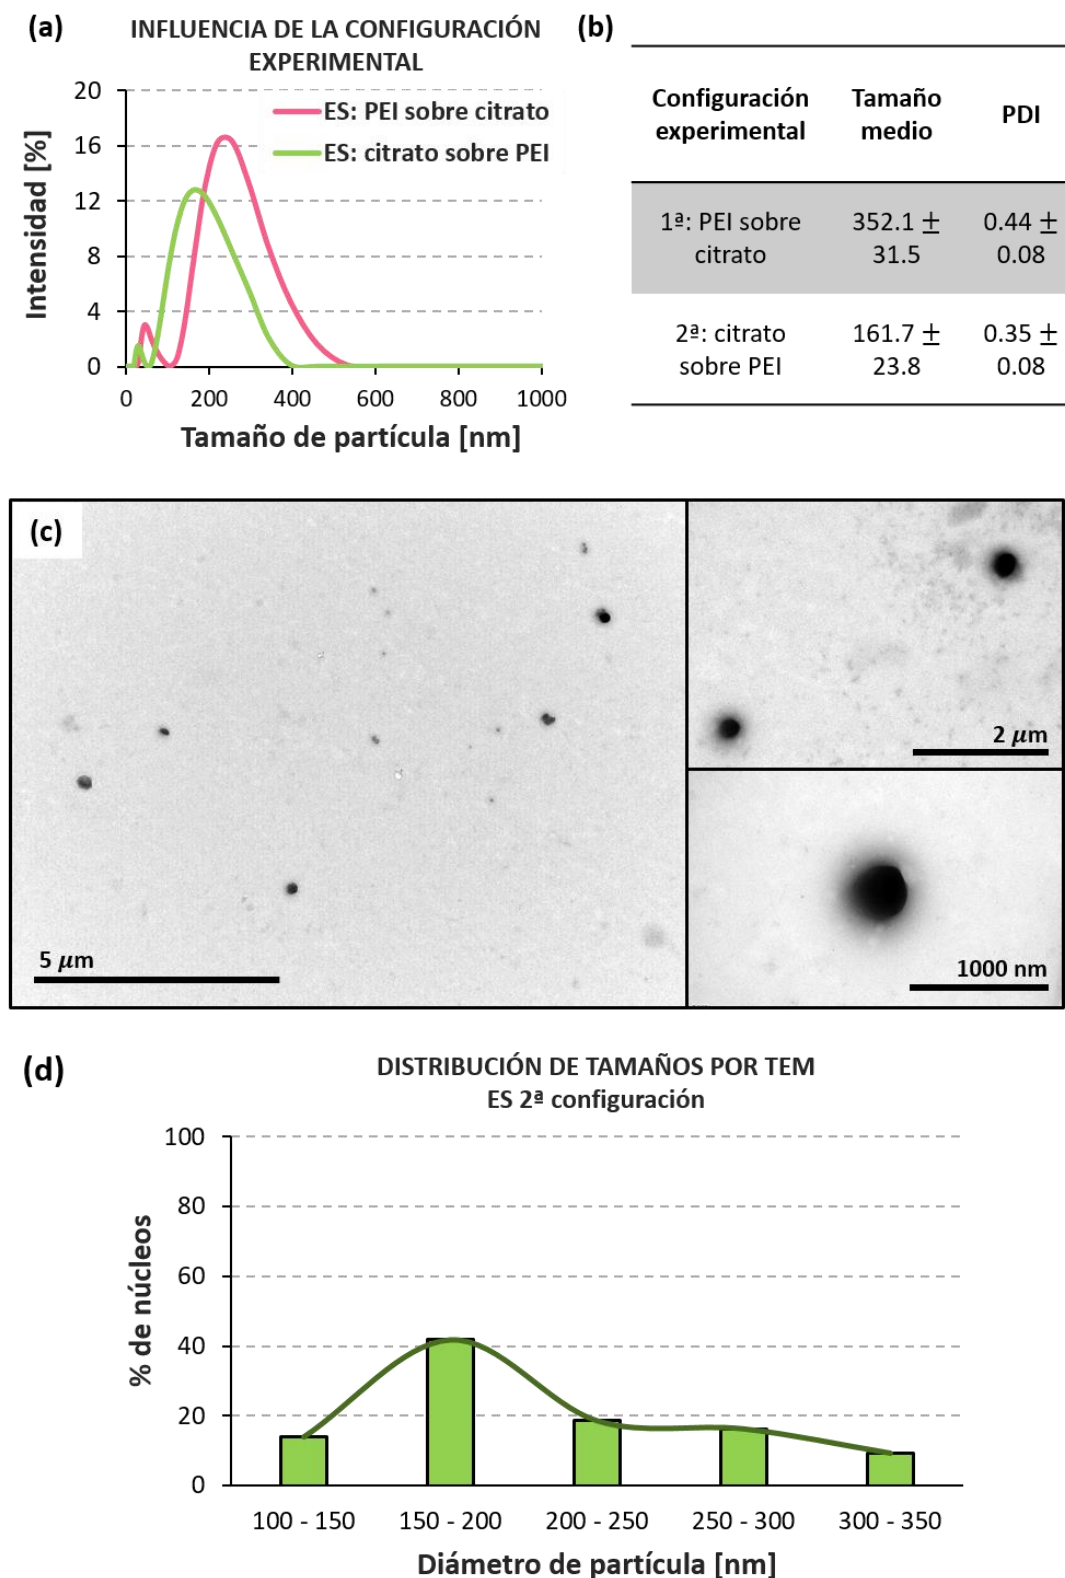 (a)
INFLUENCIA DE LA CONFIGURACIÓN
EXPERIMENTAL
20
16
12
8
4
0
Intensidad [%]
ES: PEI sobre citrato
ES: citrato sobre PEI
0 200 400 600 800 1000
Tamaño de partícula [nm]
(b)
Configuración experimental Tamaño medio PDI
1ª: PEI sobre citrato 352.1 ± 31.5 0.44 ± 0.08
2ª: citrato sobre PEI 161.7 ± 23.8 0.35 ± 0.08
(c)
5 μm
2 μm
1000 nm
(d)
DISTRIBUCIÓN DE TAMAÑOS POR TEM
ES 2ª configuración
100
80
60
40
20
0
% de núcleos
100 - 150 150 - 200 200 - 250 250 - 300 300 - 350
Diámetro de partícula [nm]